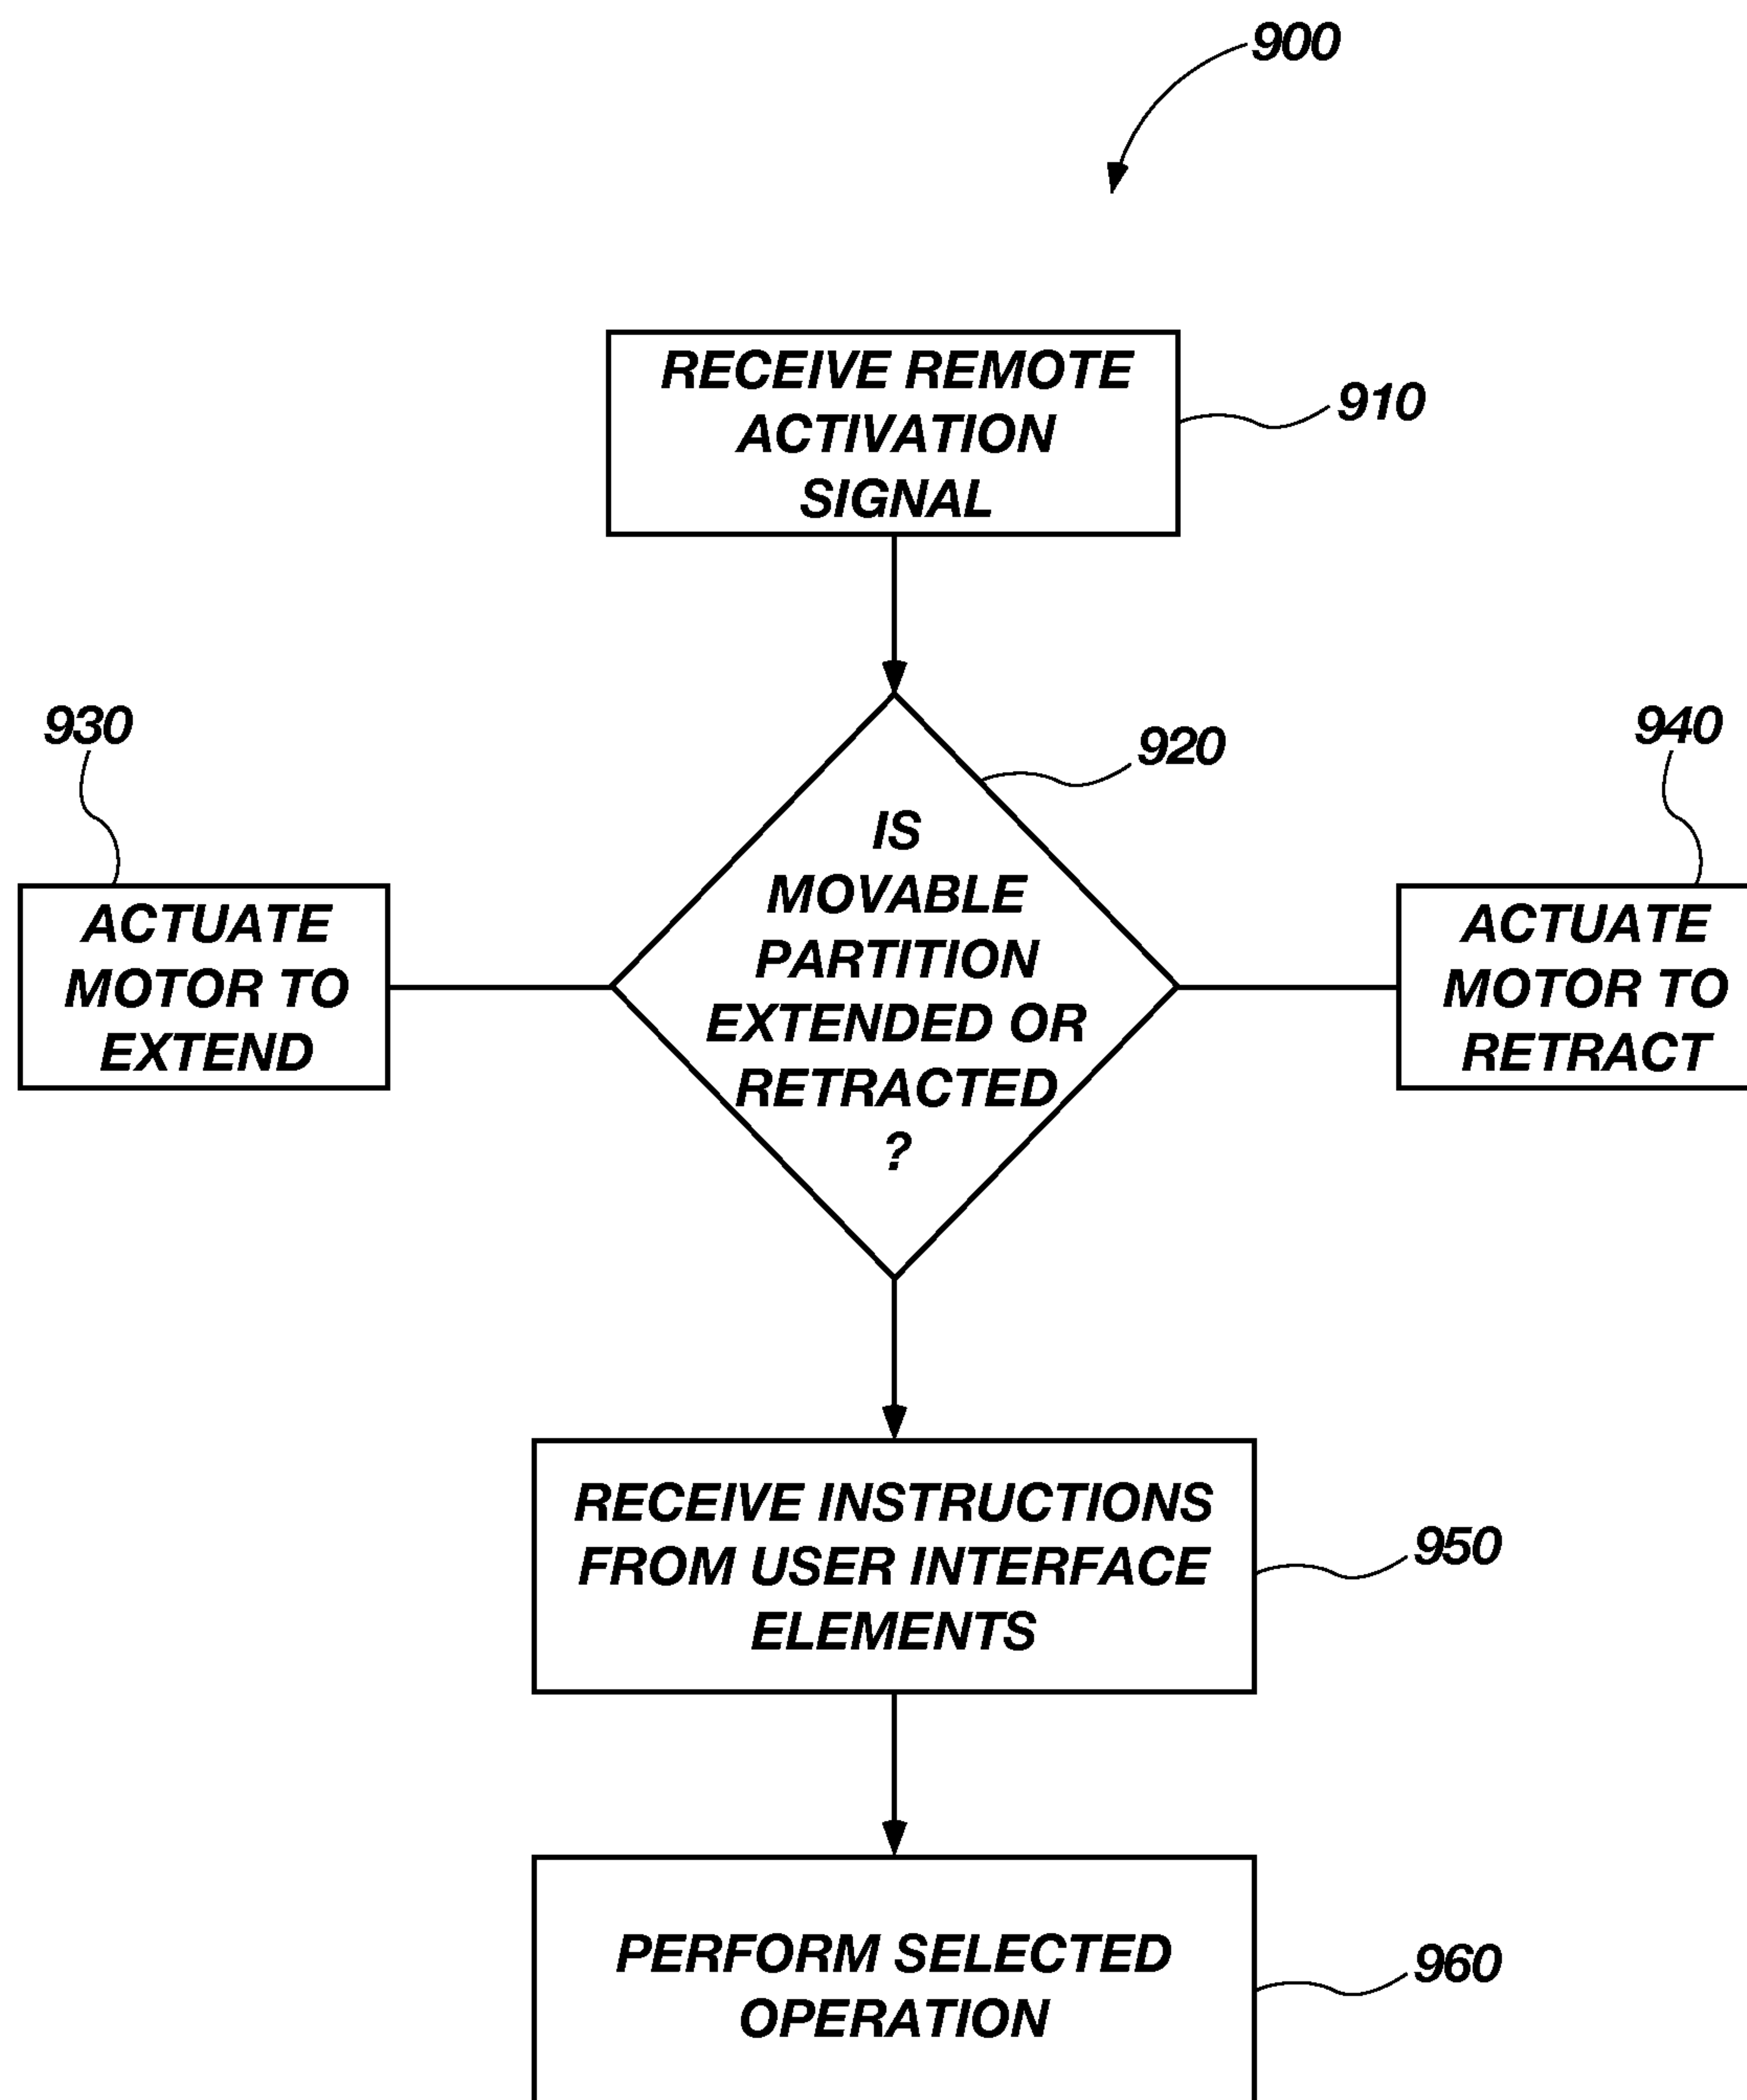 900
RECEIVE REMOTE
ACTIVATION
SIGNAL
910
930
920
940
IS
MOVABLE
PARTITION
EXTENDED OR
RETRACTED
?
ACTUATE
MOTOR TO
EXTEND
ACTUATE
MOTOR TO
RETRACT
RECEIVE INSTRUCTIONS
FROM USER INTERFACE
ELEMENTS
950
PERFORM SELECTED
OPERATION
960